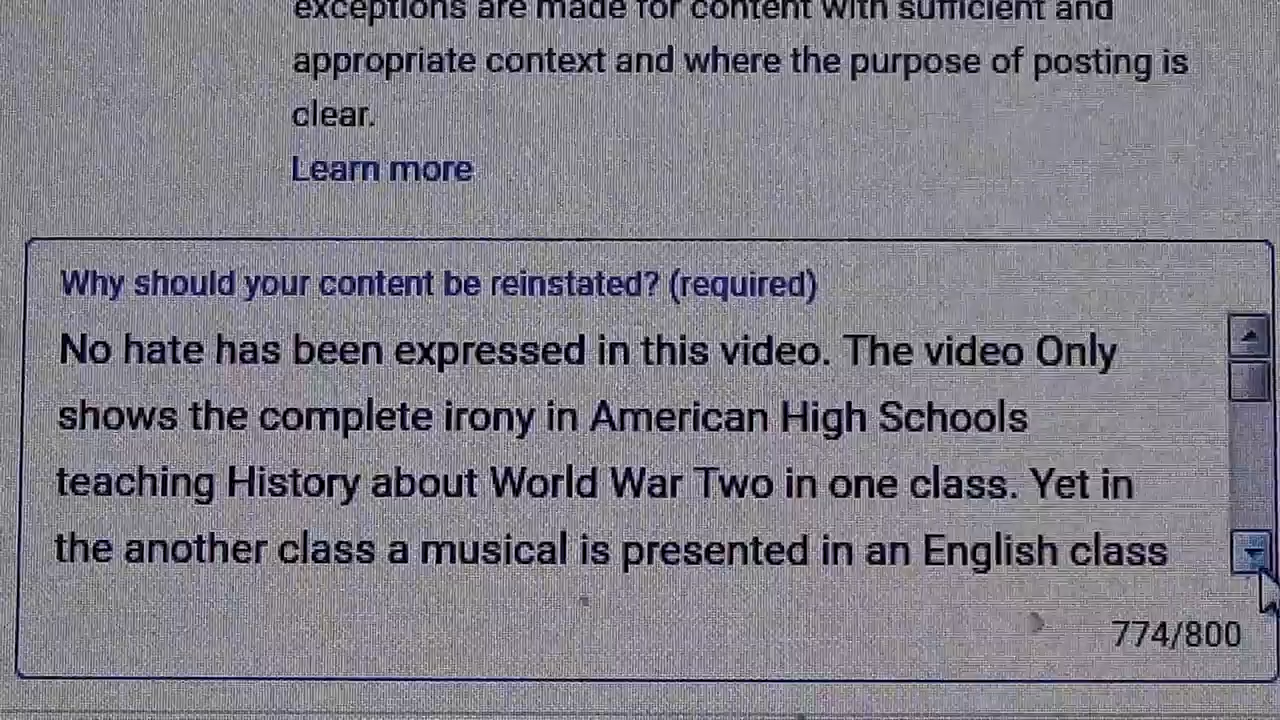 exceptions are made for content with sufficient and
appropriate context and where the purpose of posting is
clear.
Learn more
Why should your content be reinstated? (required)
No hate has been expressed in this video. The video Only
shows the complete irony in American High Schools
teaching History about World War Two in one class. Yet in
the another class a musical is presented in an English class
774/800